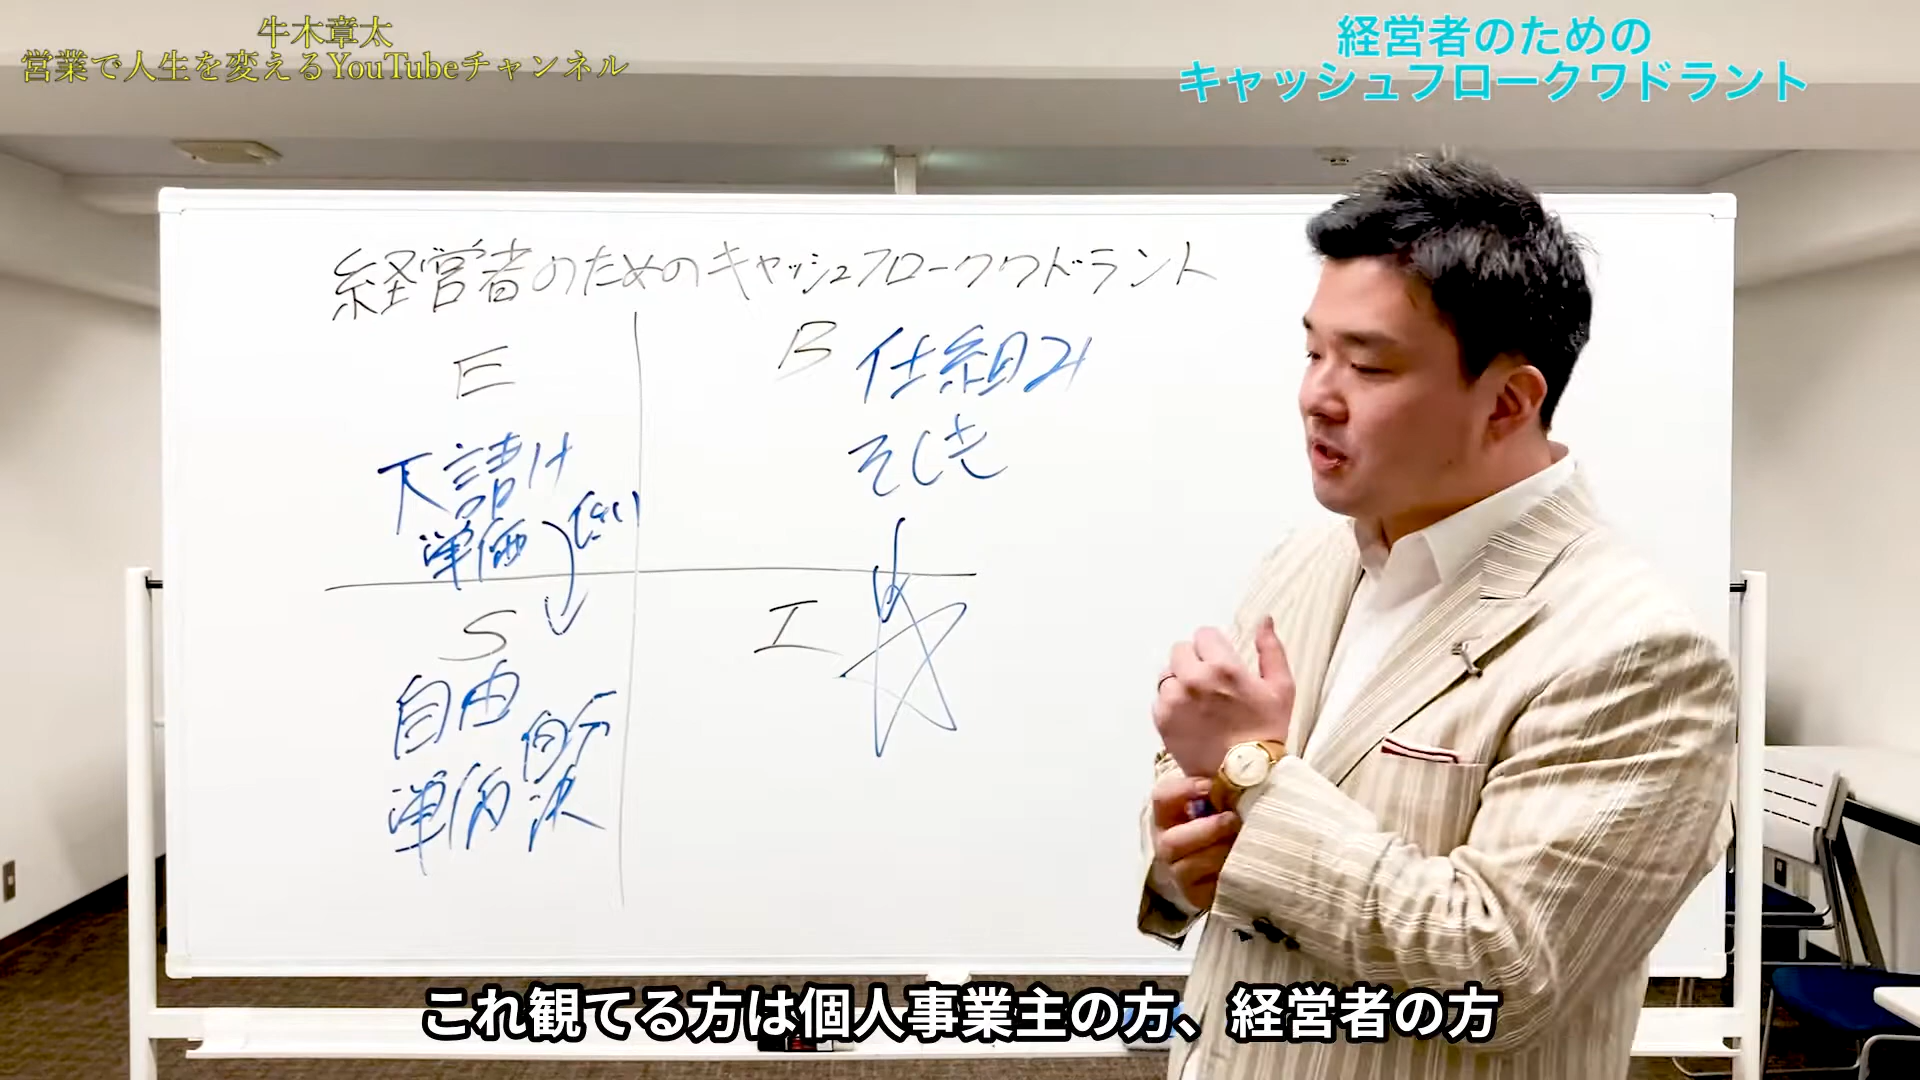 牛木章太
営業で人生を変えるYouTubeチャンネル
経営者のための
キャッシュフロークワドラント
経営者のためのキャッシュフロークワドラント
E
B 仕組み
そしき
下請け
単価
S
I
自由
単価
自分
決
これ観てる方は個人事業主の方、経営者の方